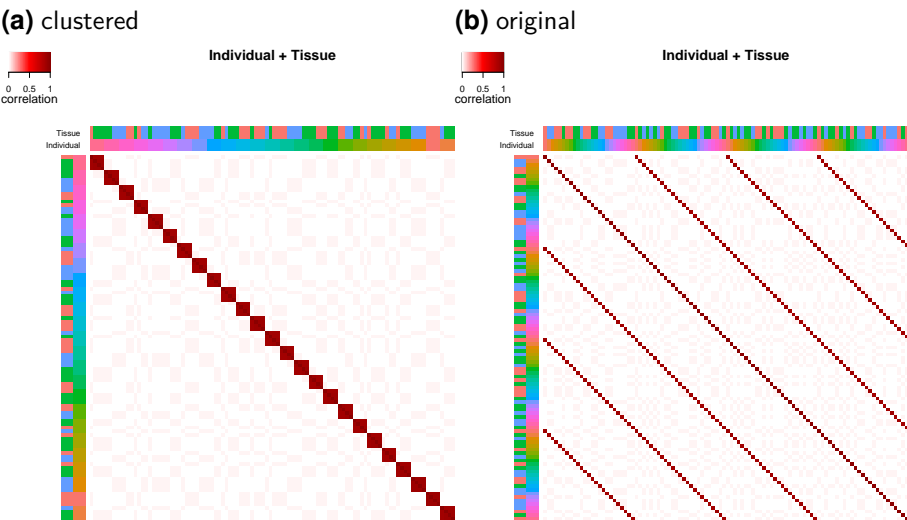 (a) clustered
Individual + Tissue
0 0.5 1
correlation
Tissue
Individual
(b) original
Individual + Tissue
0 0.5 1
correlation
Tissue
Individual